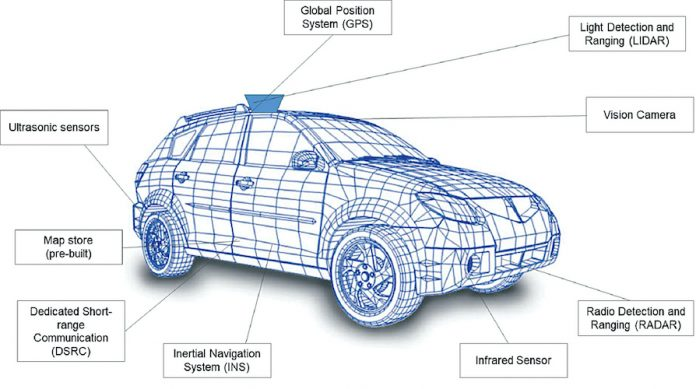 Global Position
System (GPS)
Light Detection and
Ranging (LIDAR)
Ultrasonic sensors
Vision Camera
Map store
(pre-built)
Dedicated Short-
range
Communication
(DSRC)
Inertial Navigation
System (INS)
Infrared Sensor
Radio Detection and
Ranging (RADAR)